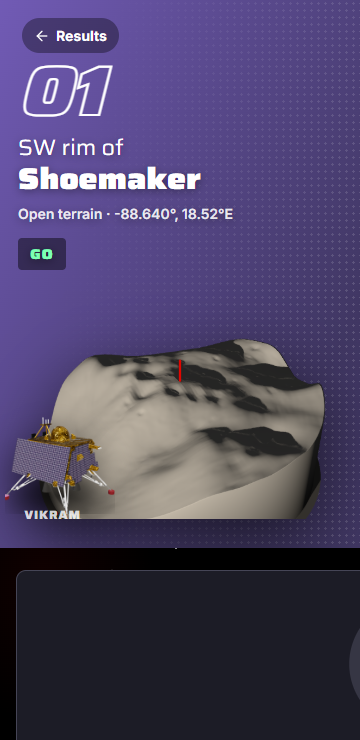 ← Results
01
SW rim of
Shoemaker
Open terrain · -88.640°, 18.52°E
GO
VIKRAM